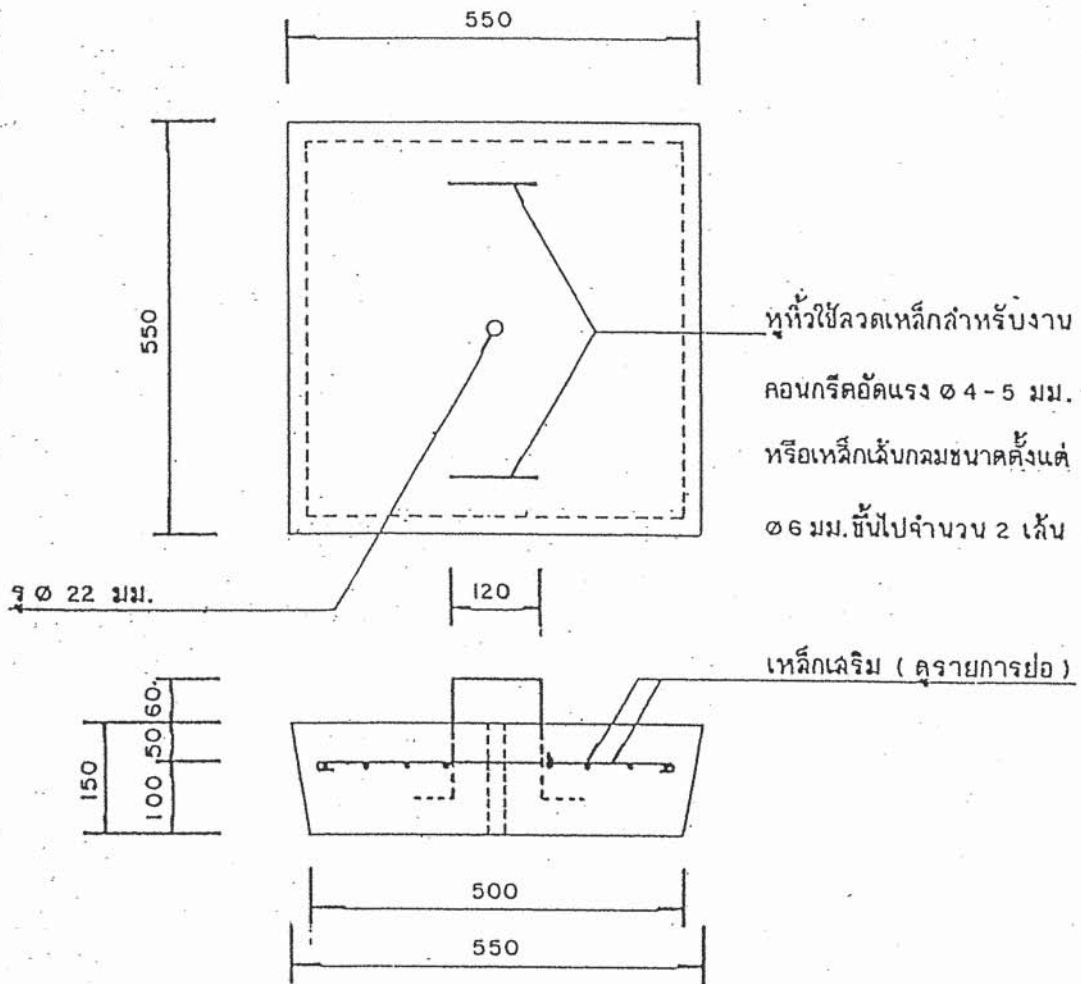 550
550
หูหิ้วใช้ลวดเหล็กสำหรับงาน
คอนกรีตอัดแรง Ø 4-5 มม.
หรือเหล็กเส้นกลมขนาดตั้งแต่
Ø 6 มม.ขึ้นไปจำนวน 2 เส้น
รู Ø 22 มม.
120
เหล็กเสริม ( ดูรายการย่อ )
60
50
150
100
500
550